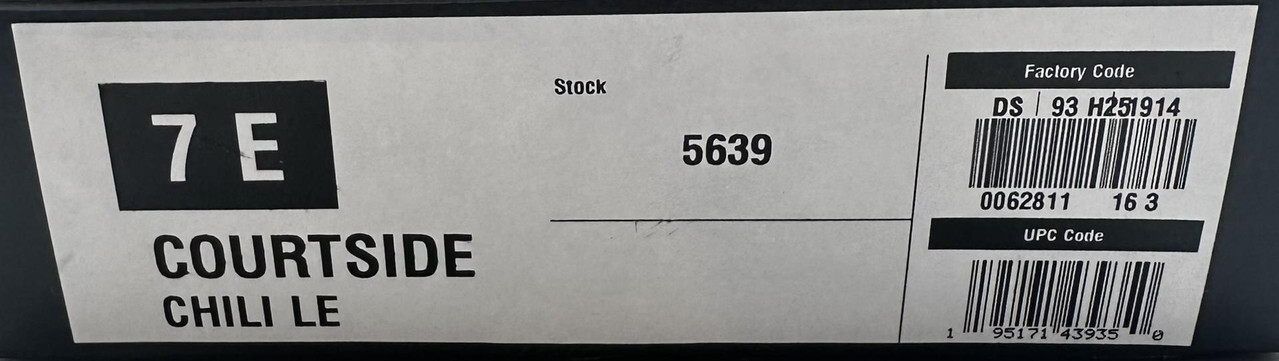 7 E
COURTSIDE
CHILI LE
Stock
5639
Factory Code
DS 93 H251914
0062811 16 3
UPC Code
1 95171 43935 0